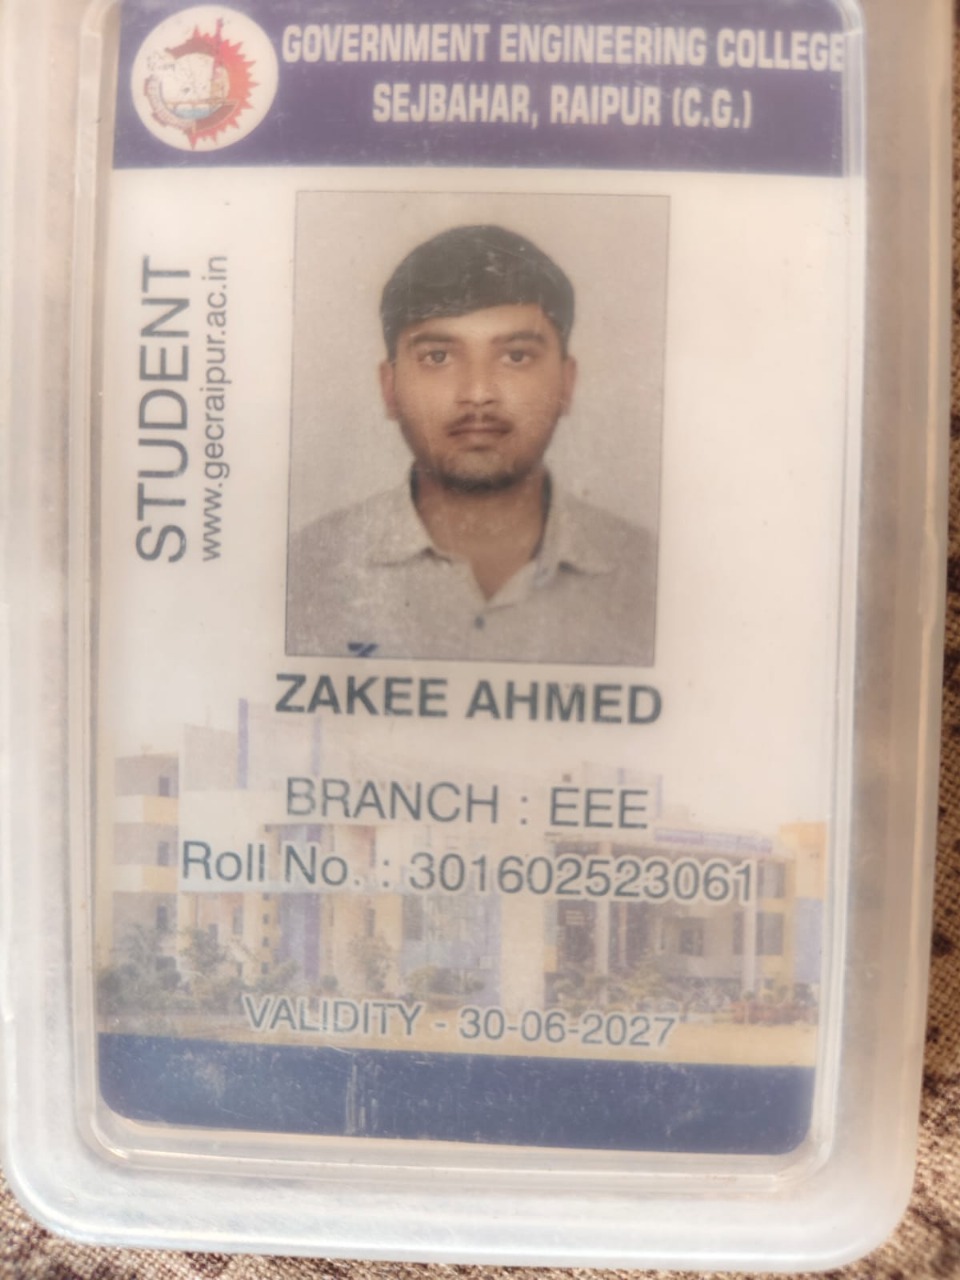 GOVERNMENT ENGINEERING COLLEGE
SEJBAHAR, RAIPUR (C.G.)
STUDENT
www.gecraipur.ac.in
ZAKEE AHMED
BRANCH : EEE
Roll No. : 301602523061
VALIDITY - 30-06-2027